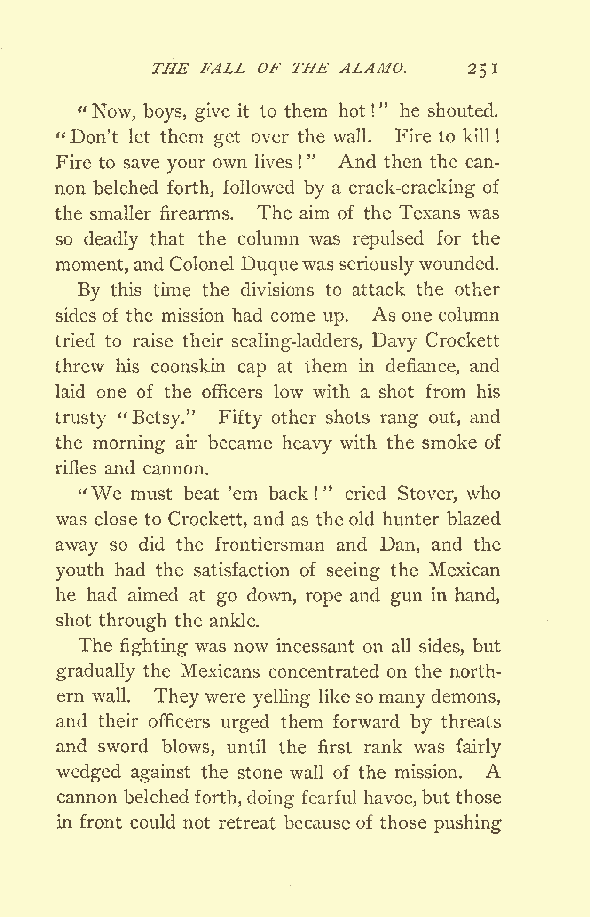 THE FALL OF THE ALAMO. 251
"Now, boys, give it to them hot!" he shouted.
"Don't let them get over the wall. Fire to kill!
Fire to save your own lives!" And then the can-
non belched forth, followed by a crack-cracking of
the smaller firearms. The aim of the Texans was
so deadly that the column was repulsed for the
moment, and Colonel Duque was seriously wounded.
By this time the divisions to attack the other
sides of the mission had come up. As one column
tried to raise their scaling-ladders, Davy Crockett
threw his coonskin cap at them in defiance, and
laid one of the officers low with a shot from his
trusty "Betsy." Fifty other shots rang out, and
the morning air became heavy with the smoke of
rifles and cannon.
"We must beat 'em back!" cried Stover, who
was close to Crockett, and as the old hunter blazed
away so did the frontiersman and Dan, and the
youth had the satisfaction of seeing the Mexican
he had aimed at go down, rope and gun in hand,
shot through the ankle.
The fighting was now incessant on all sides, but
gradually the Mexicans concentrated on the north-
ern wall. They were yelling like so many demons,
and their officers urged them forward by threats
and sword blows, until the first rank was fairly
wedged against the stone wall of the mission. A
cannon belched forth, doing fearful havoc, but those
in front could not retreat because of those pushing